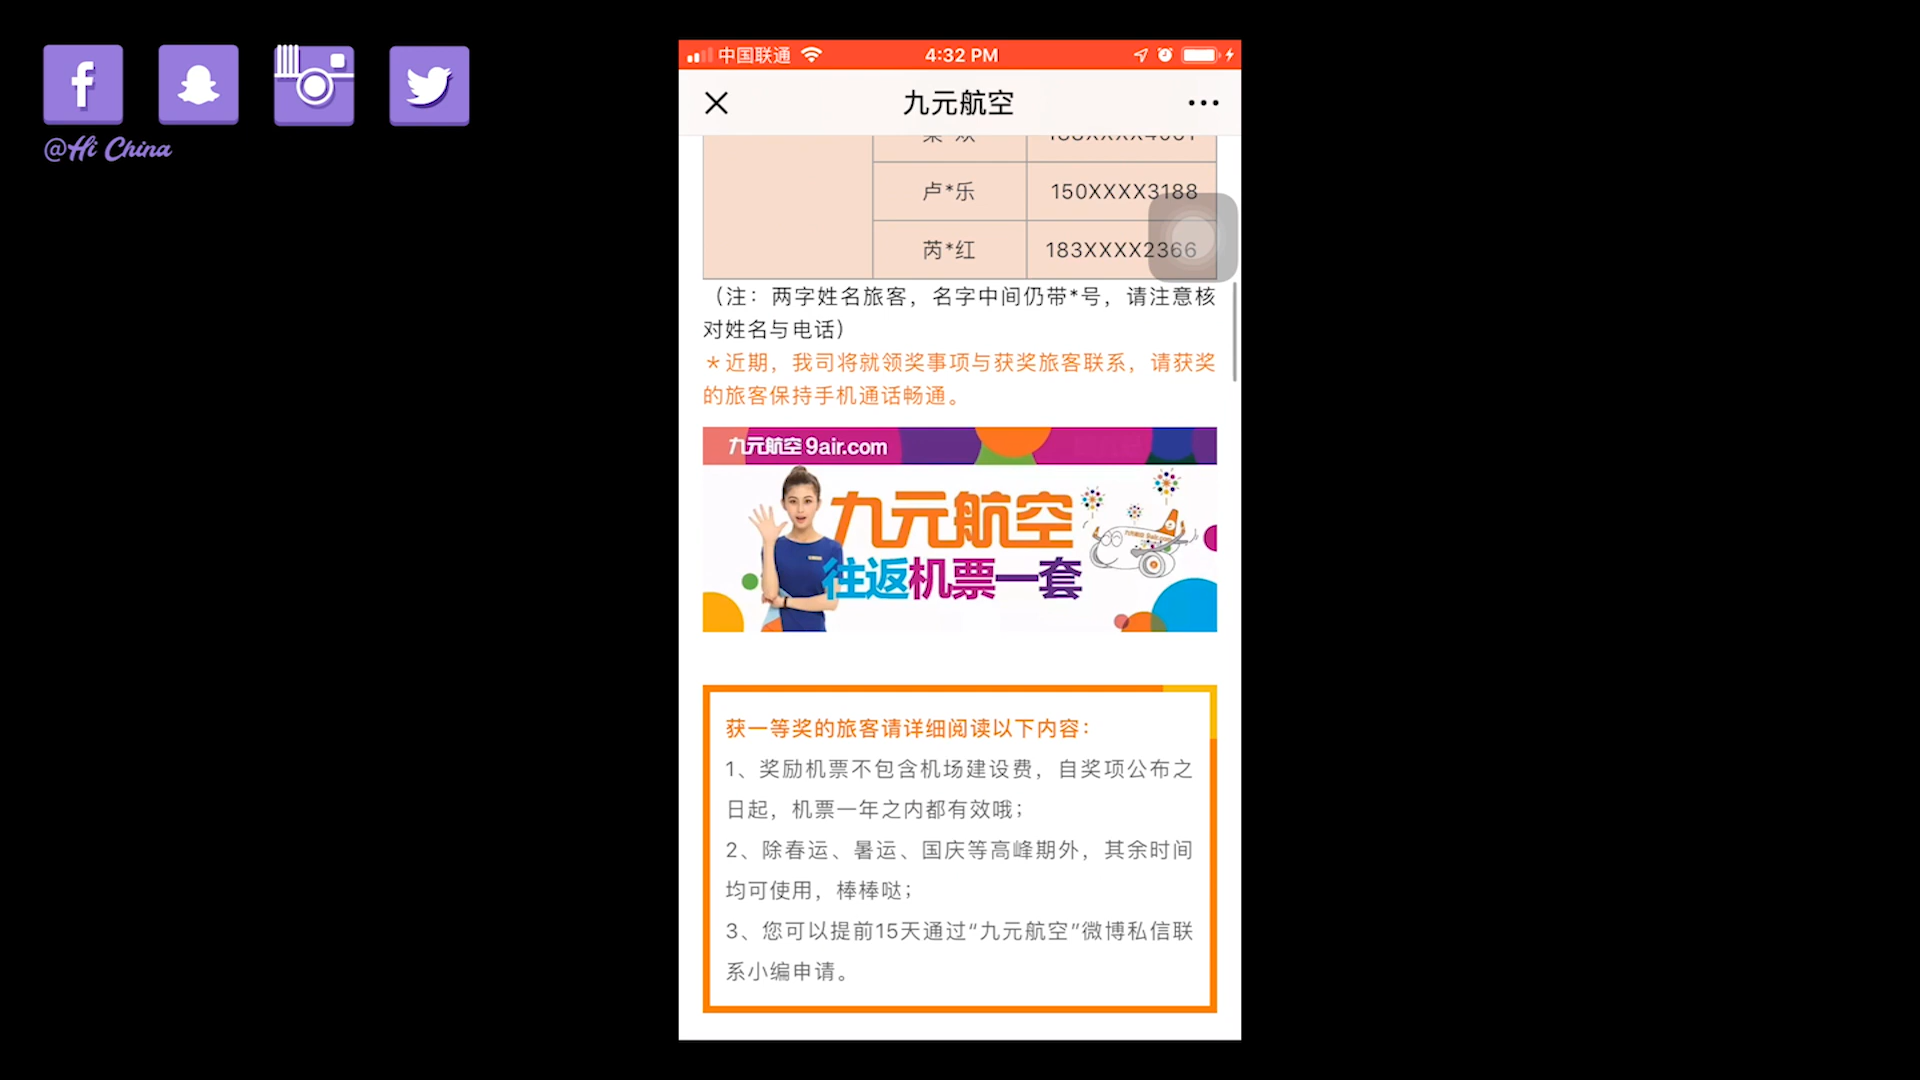 @Hi China
中国联通
4:32 PM
九元航空
卢*乐 150XXXX3188
芮*红 183XXXX2366
（注：两字姓名旅客，名字中间仍带*号，请注意核
对姓名与电话）
*近期，我司将就领奖事项与获奖旅客联系，请获奖
的旅客保持手机通话畅通。
九元航空 9air.com
九元航空
往返机票一套
获一等奖的旅客请详细阅读以下内容：
1、奖励机票不包含机场建设费，自奖项公布之
日起，机票一年之内都有效哦；
2、除春运、暑运、国庆等高峰期外，其余时间
均可使用，棒棒哒；
3、您可以提前15天通过“九元航空”微博私信联
系小编申请。